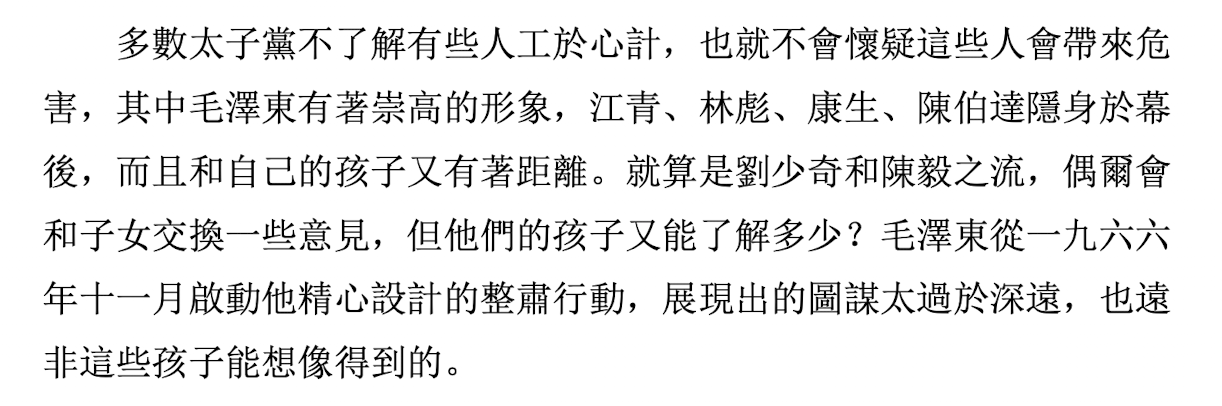 多數太子黨不了解有些人工於心計，也就不會懷疑這些人會帶來危
害，其中毛澤東有著崇高的形象，江青、林彪、康生、陳伯達隱身於幕
後，而且和自己的孩子又有著距離。就算是劉少奇和陳毅之流，偶爾會
和子女交換一些意見，但他們的孩子又能了解多少？毛澤東從一九六六
年十一月啟動他精心設計的整肅行動，展現出的圖謀太過於深遠，也遠
非這些孩子能想像得到的。